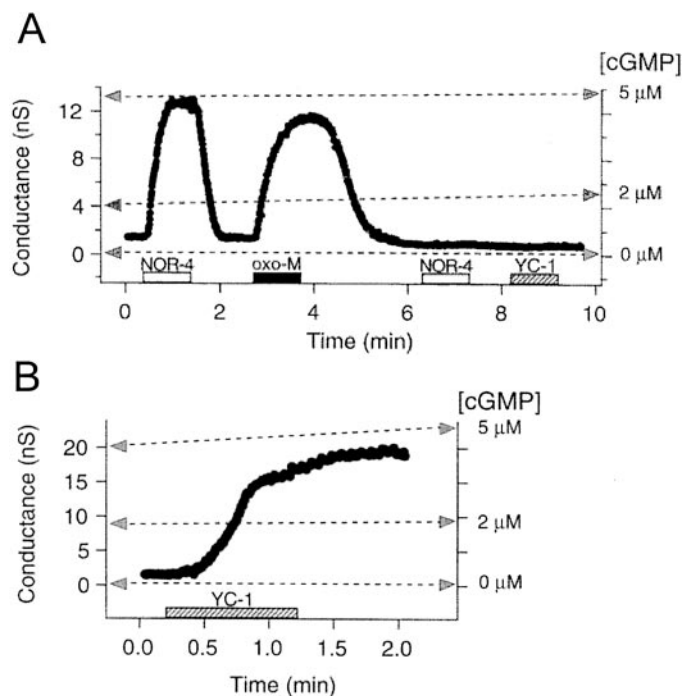 A
[cGMP]
5 µM
12
Conductance (nS)
8
4
2 µM
0
0 µM
NOR-4 oxo-M NOR-4 YC-1
0 2 4 6 8 10
Time (min)
B
[cGMP]
5 µM
20
Conductance (nS)
15
10
2 µM
5
0
0 µM
YC-1
0.0 0.5 1.0 1.5 2.0
Time (min)